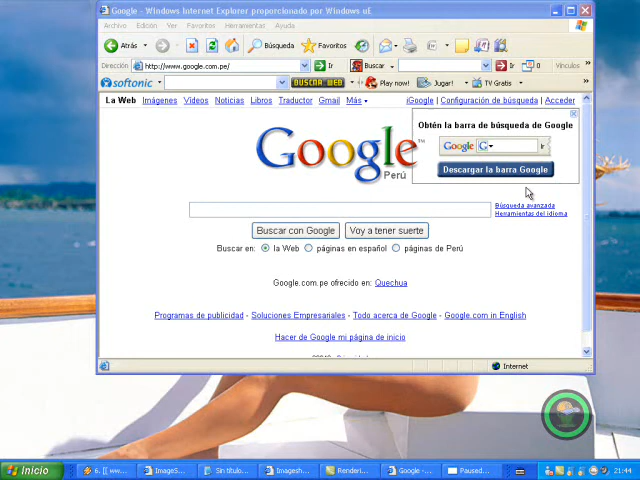 Google - Windows Internet Explorer proporcionado por Windows uE
Archivo Edición Ver Favoritos Herramientas Ayuda
Atrás Búsqueda Favoritos
Dirección http://www.google.com.pe/ Ir Buscar Ir 0 Vínculos »
softonic BUSCAR WEB Play now! Jugar! TV Gratis »
La Web Imágenes Vídeos Noticias Libros Traductor Gmail Más iGoogle | Configuración de búsqueda | Acceder
Obtén la barra de búsqueda de Google
Google G Ir
Descargar la barra Google
Google™
Perú
Búsqueda avanzada
Herramientas del idioma
Buscar con Google Voy a tener suerte
Buscar en: la Web páginas en español páginas de Perú
Google.com.pe ofrecido en: Quechua
Programas de publicidad - Soluciones Empresariales - Todo acerca de Google - Google.com in English
Hacer de Google mi página de inicio
Internet
Inicio 6. [[ ww... ImageS... Sin título... Imagesh... Renderi... Google -... Paused... 21:44